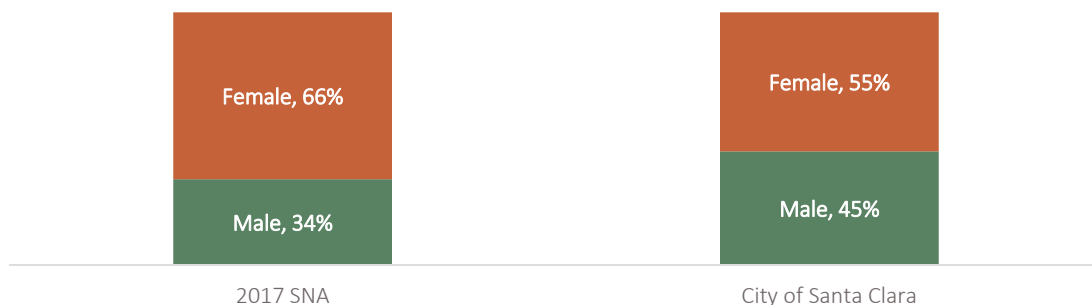 Female, 66%
Female, 55%
Male, 34%
Male, 45%
2017 SNA
City of Santa Clara